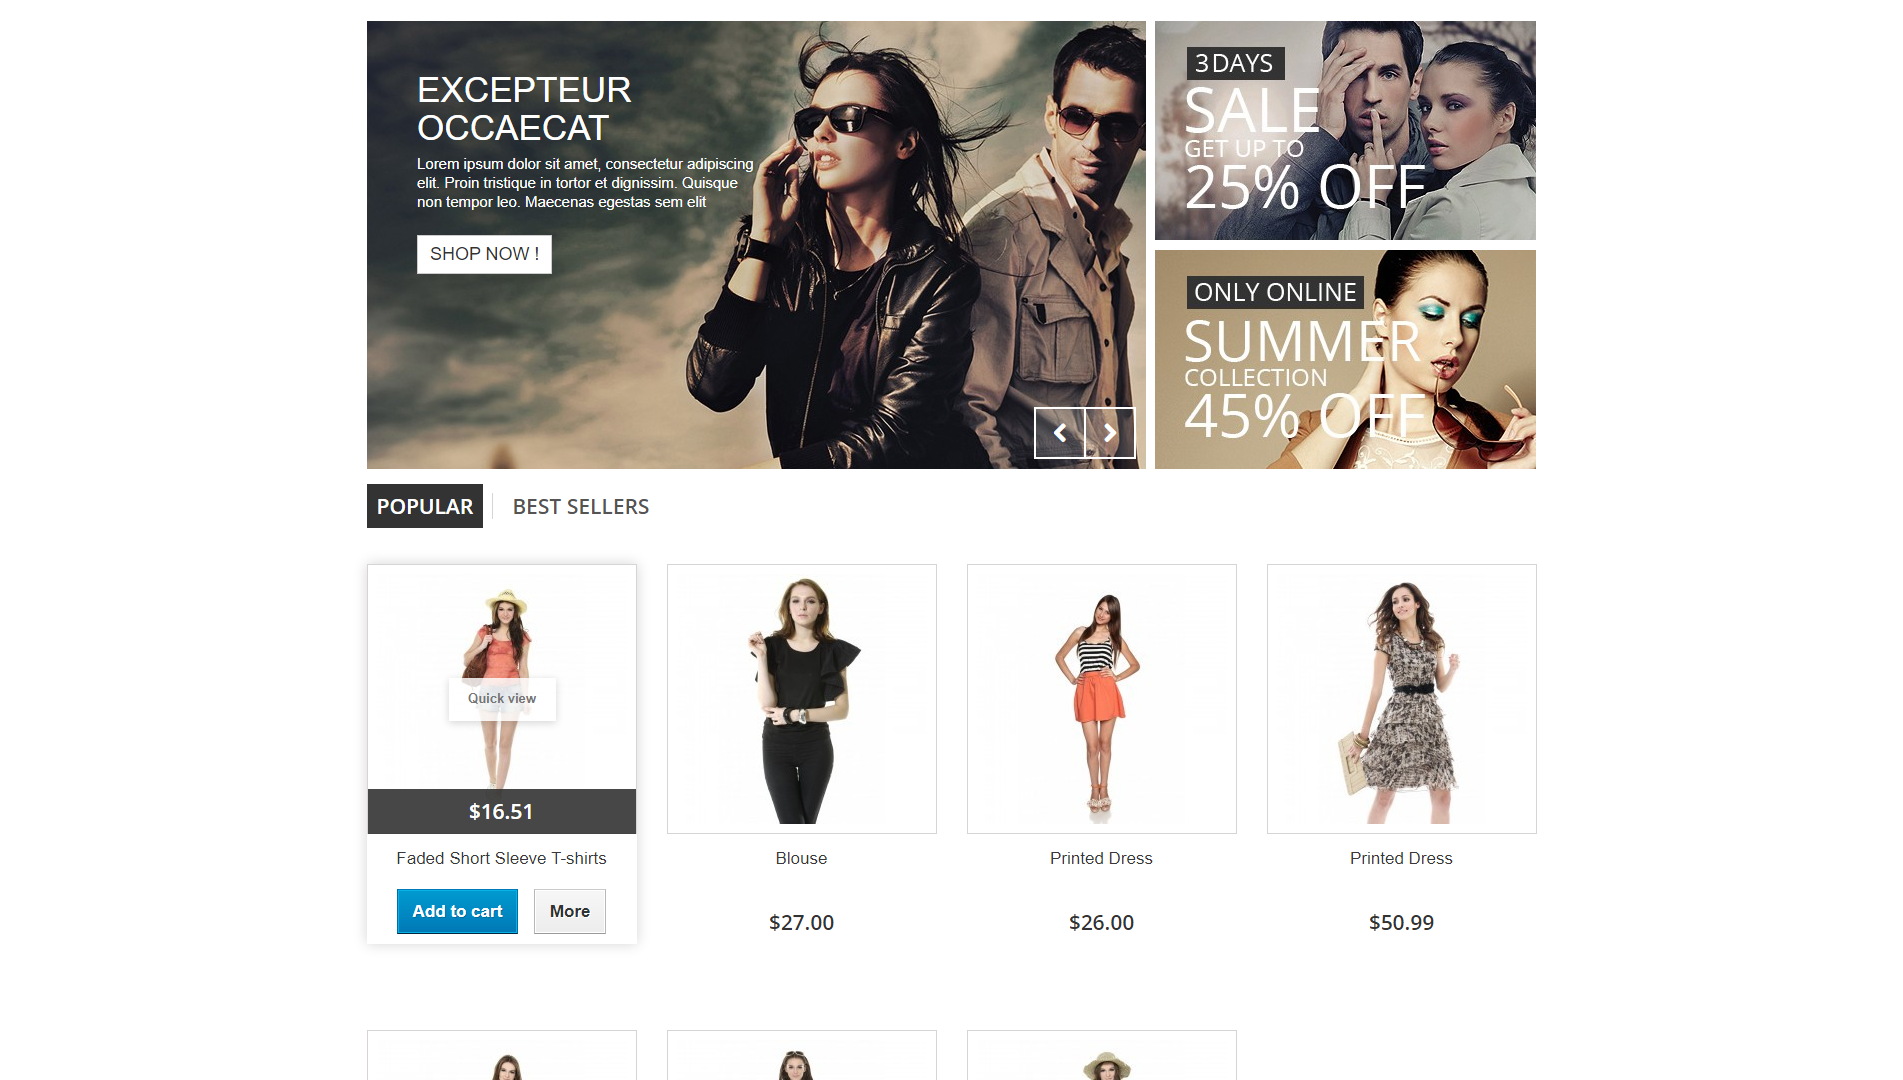 EXCEPTEUR
OCCAECAT
Lorem ipsum dolor sit amet, consectetur adipiscing
elit. Proin tristique in tortor et dignissim. Quisque
non tempor leo. Maecenas egestas sem elit
SHOP NOW !
3 DAYS
SALE
GET UP TO
25% OFF
ONLY ONLINE
SUMMER
COLLECTION
45% OFF
POPULAR
BEST SELLERS
Quick view
$16.51
Faded Short Sleeve T-shirts
Add to cart
More
Blouse
$27.00
Printed Dress
$26.00
Printed Dress
$50.99